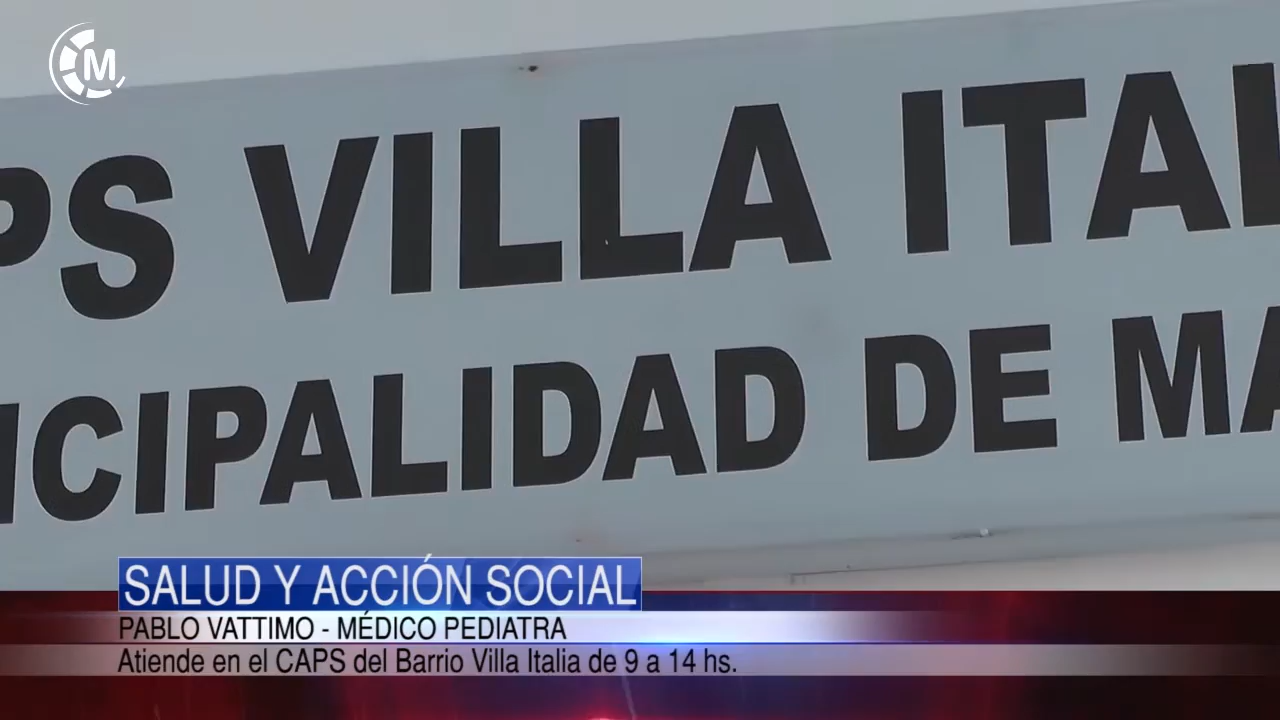 M
PS VILLA ITAL
ICIPALIDAD DE MA
SALUD Y ACCIÓN SOCIAL
PABLO VATTIMO - MÉDICO PEDIATRA
Atiende en el CAPS del Barrio Villa Italia de 9 a 14 hs.